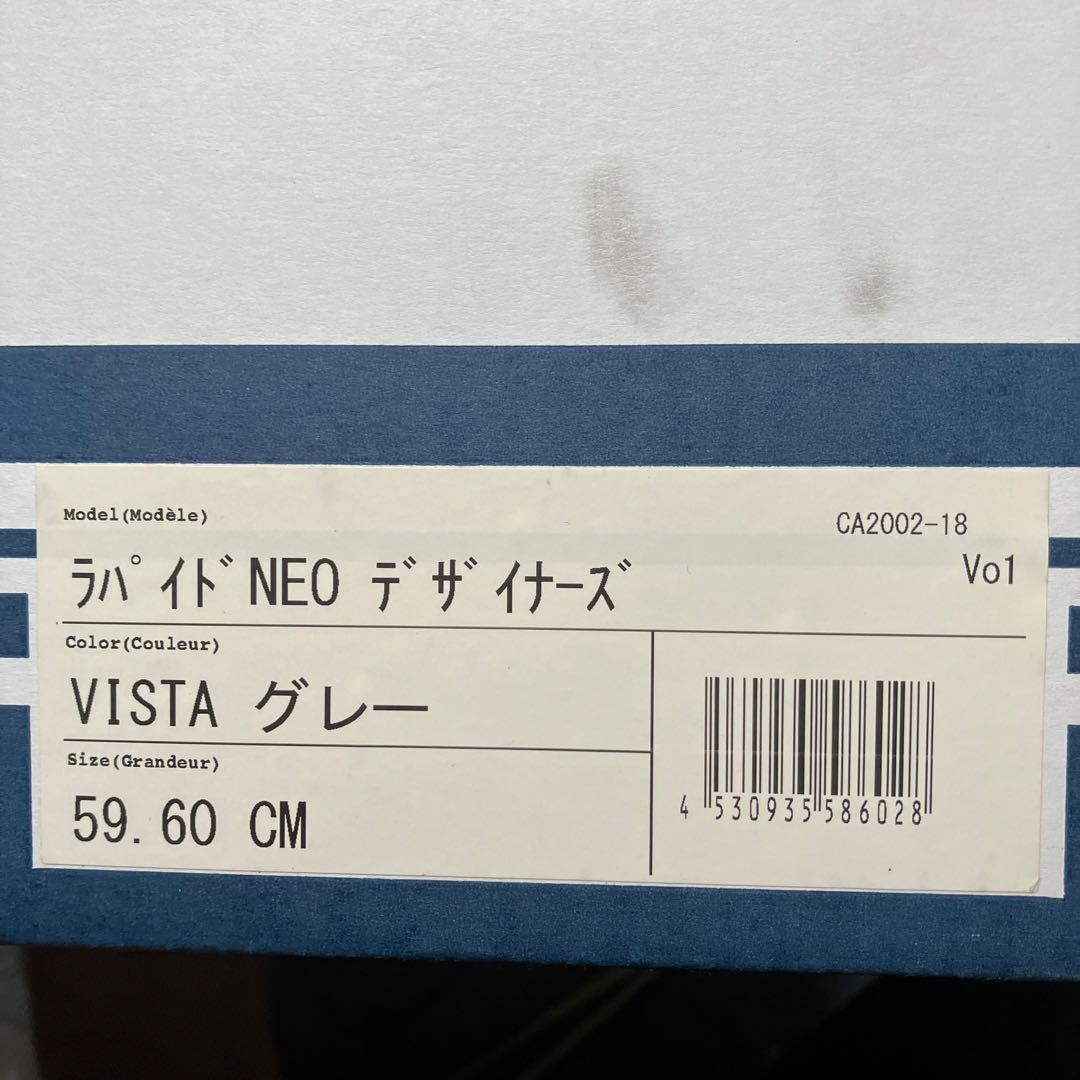 Model(Modèle)
CA2002-18
ﾗﾊﾟｲﾄﾞNEO ﾃﾞｻﾞｲﾅｰｽﾞ
Vo1
Color(Couleur)
VISTA グレー
Size(Grandeur)
59.60 CM
4 530935 586028